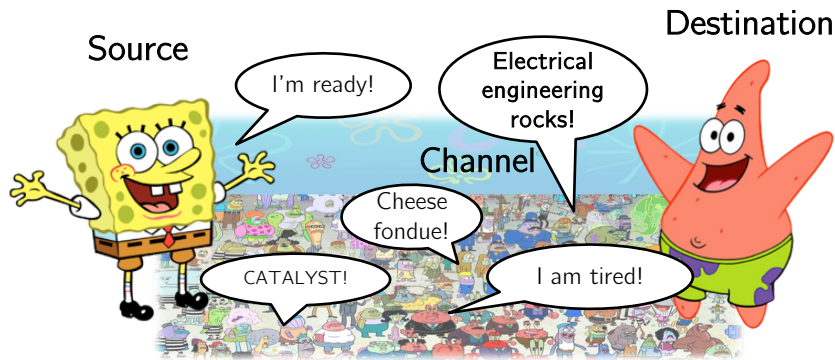 Source
Destination
I'm ready!
Electrical
engineering
rocks!
Channel
Cheese
fondue!
CATALYST!
I am tired!